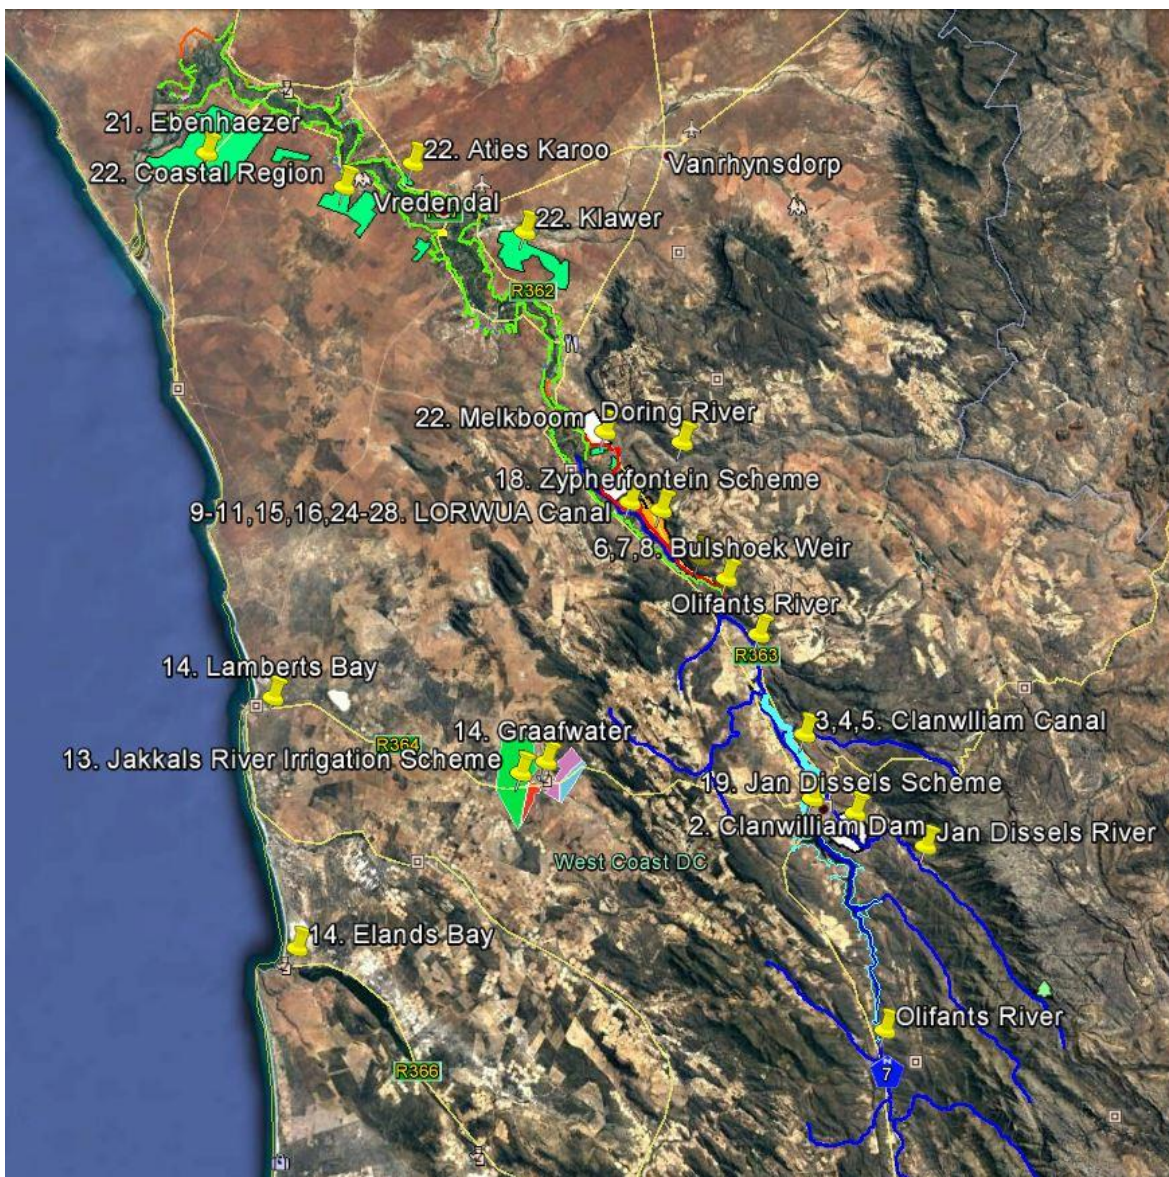 21. Ebenhaezer
22. Aties Karoo
Vanrhynsdorp
22. Coastal Region
Vredendal
22. Klawer
R362
22. Melkboom
Doring River
18. Zypherfontein Scheme
9-11,15,16,24-28. LORWUA Canal
6,7,8. Bulshoek Weir
Olifants River
R363
14. Lamberts Bay
3,4,5. Clanwlliam Canal
14. Graafwater
R364
13. Jakkals River Irrigation Scheme
19. Jan Dissels Scheme
2. Clanwilliam Dam
Jan Dissels River
West Coast DC
14. Elands Bay
Olifants River
R366
N
7